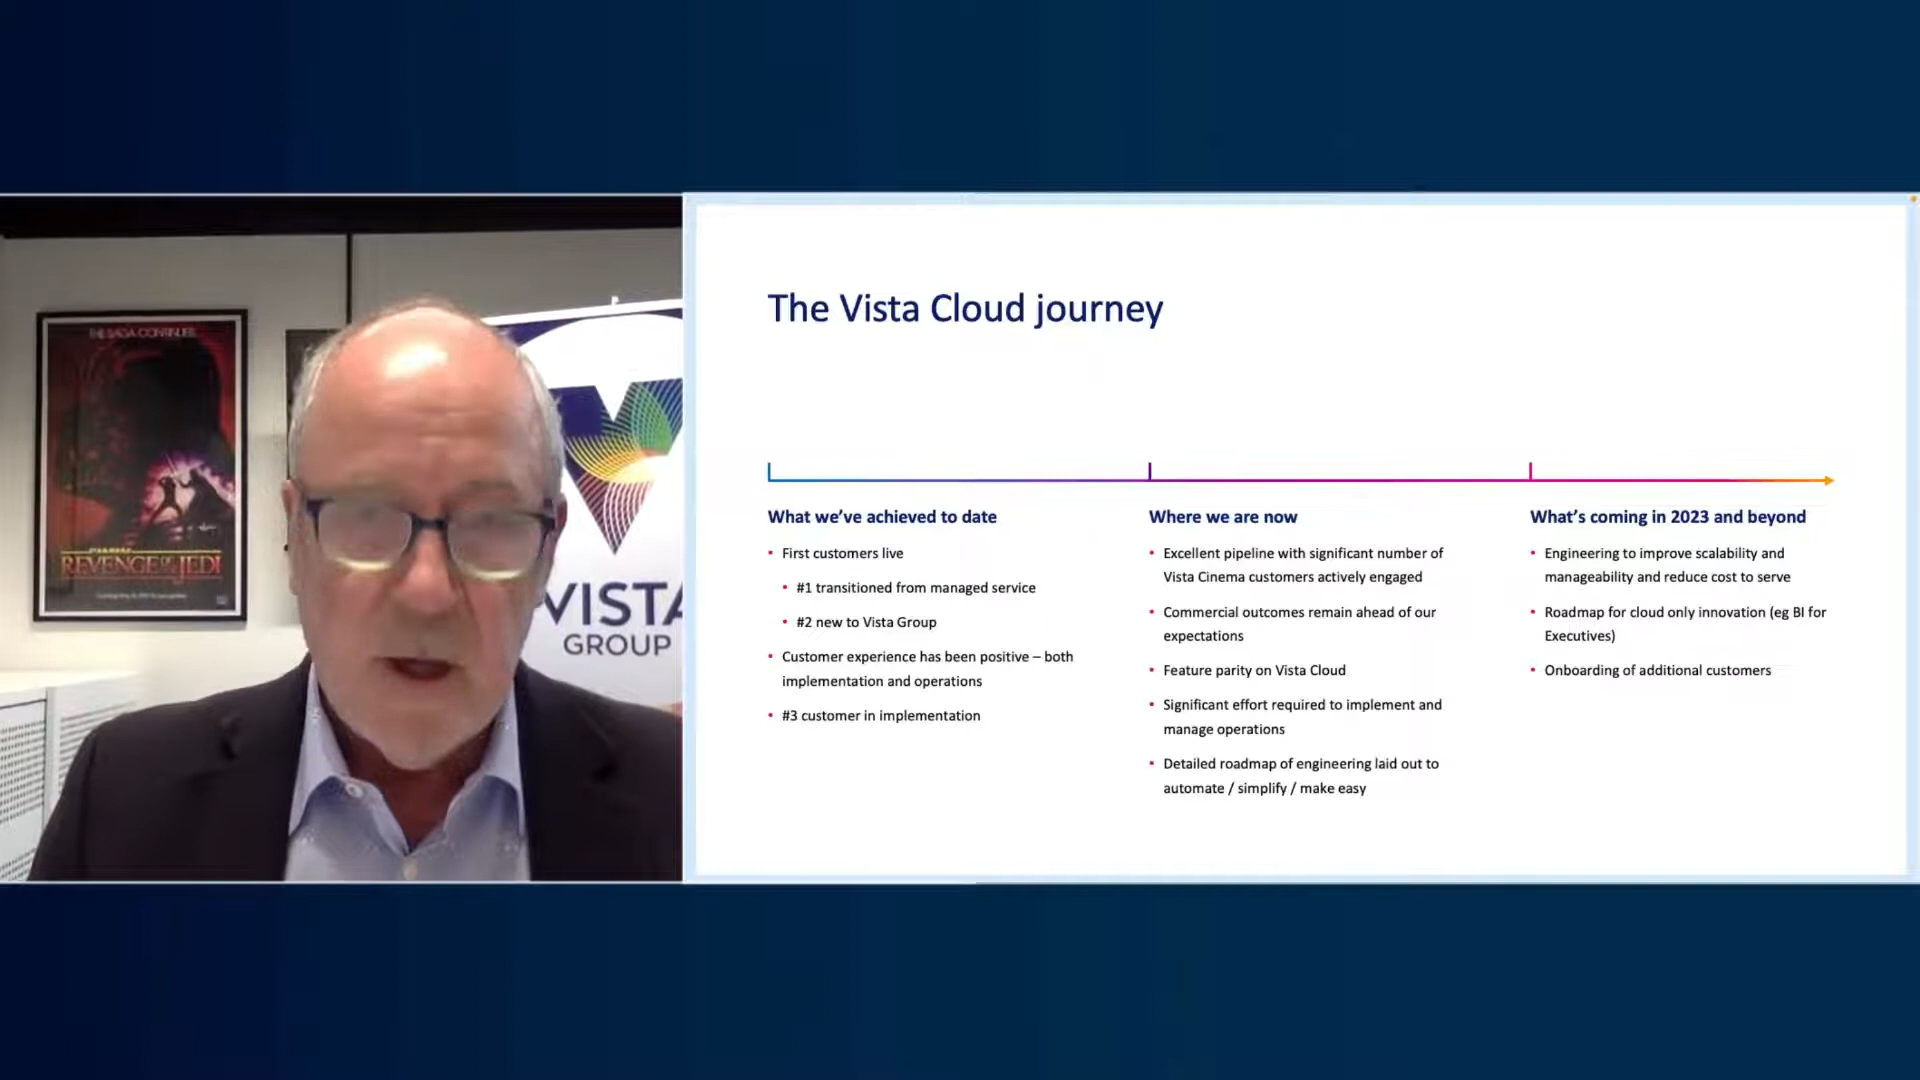 THE SAGA CONTINUES
STAR WARS
REVENGE OF THE JEDI
VISTA
GROUP
The Vista Cloud journey
What we've achieved to date
• First customers live
• #1 transitioned from managed service
• #2 new to Vista Group
• Customer experience has been positive – both
implementation and operations
• #3 customer in implementation
Where we are now
• Excellent pipeline with significant number of
Vista Cinema customers actively engaged
• Commercial outcomes remain ahead of our
expectations
• Feature parity on Vista Cloud
• Significant effort required to implement and
manage operations
• Detailed roadmap of engineering laid out to
automate / simplify / make easy
What's coming in 2023 and beyond
• Engineering to improve scalability and
manageability and reduce cost to serve
• Roadmap for cloud only innovation (eg BI for
Executives)
• Onboarding of additional customers